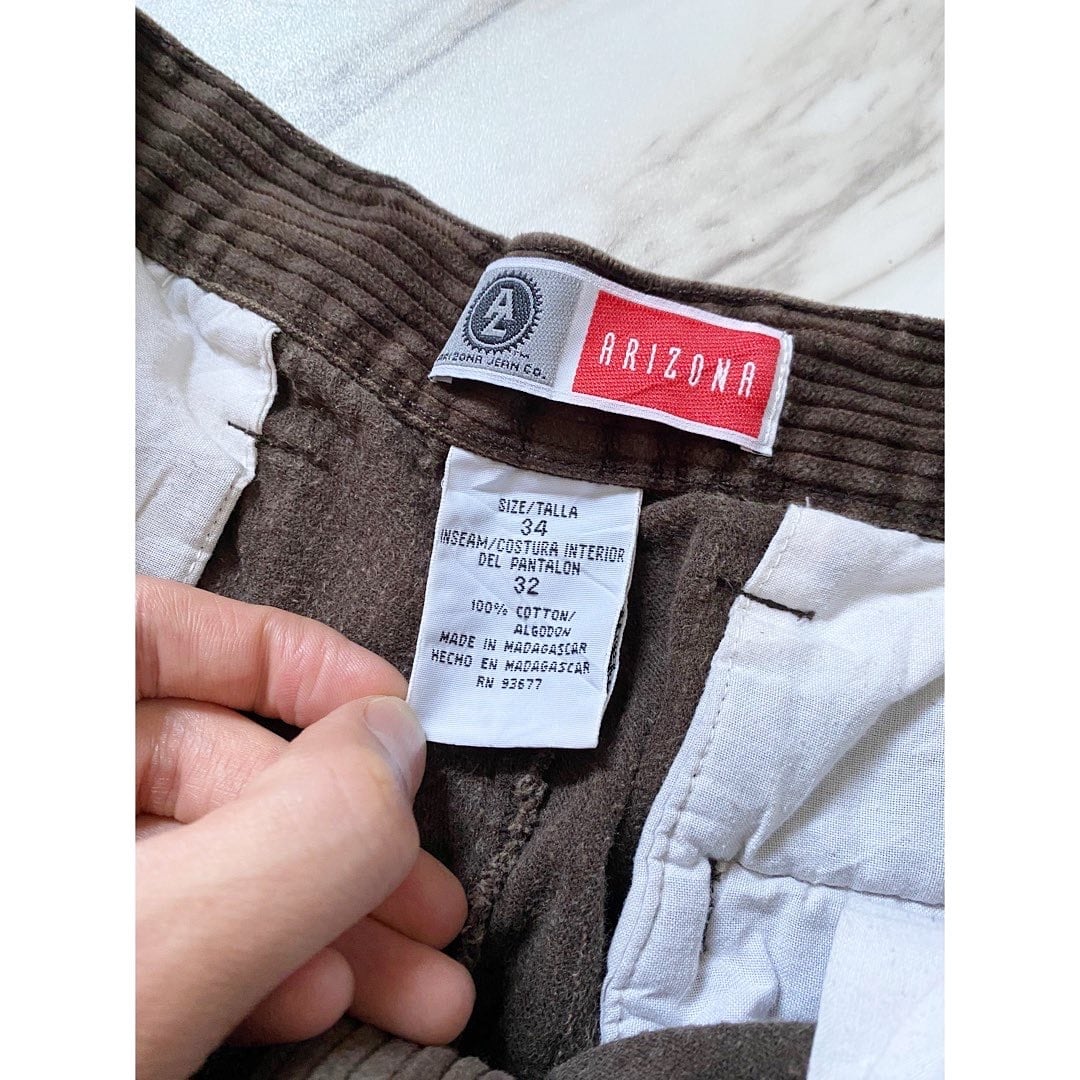 AZ
TM
ARIZONA JEAN CO.
ARIZONA
SIZE/TALLA
34
INSEAM/COSTURA INTERIOR
DEL PANTALON
32
100% COTTON/
ALGODON
MADE IN MADAGASCAR
HECHO EN MADAGASCAR
RN 93677